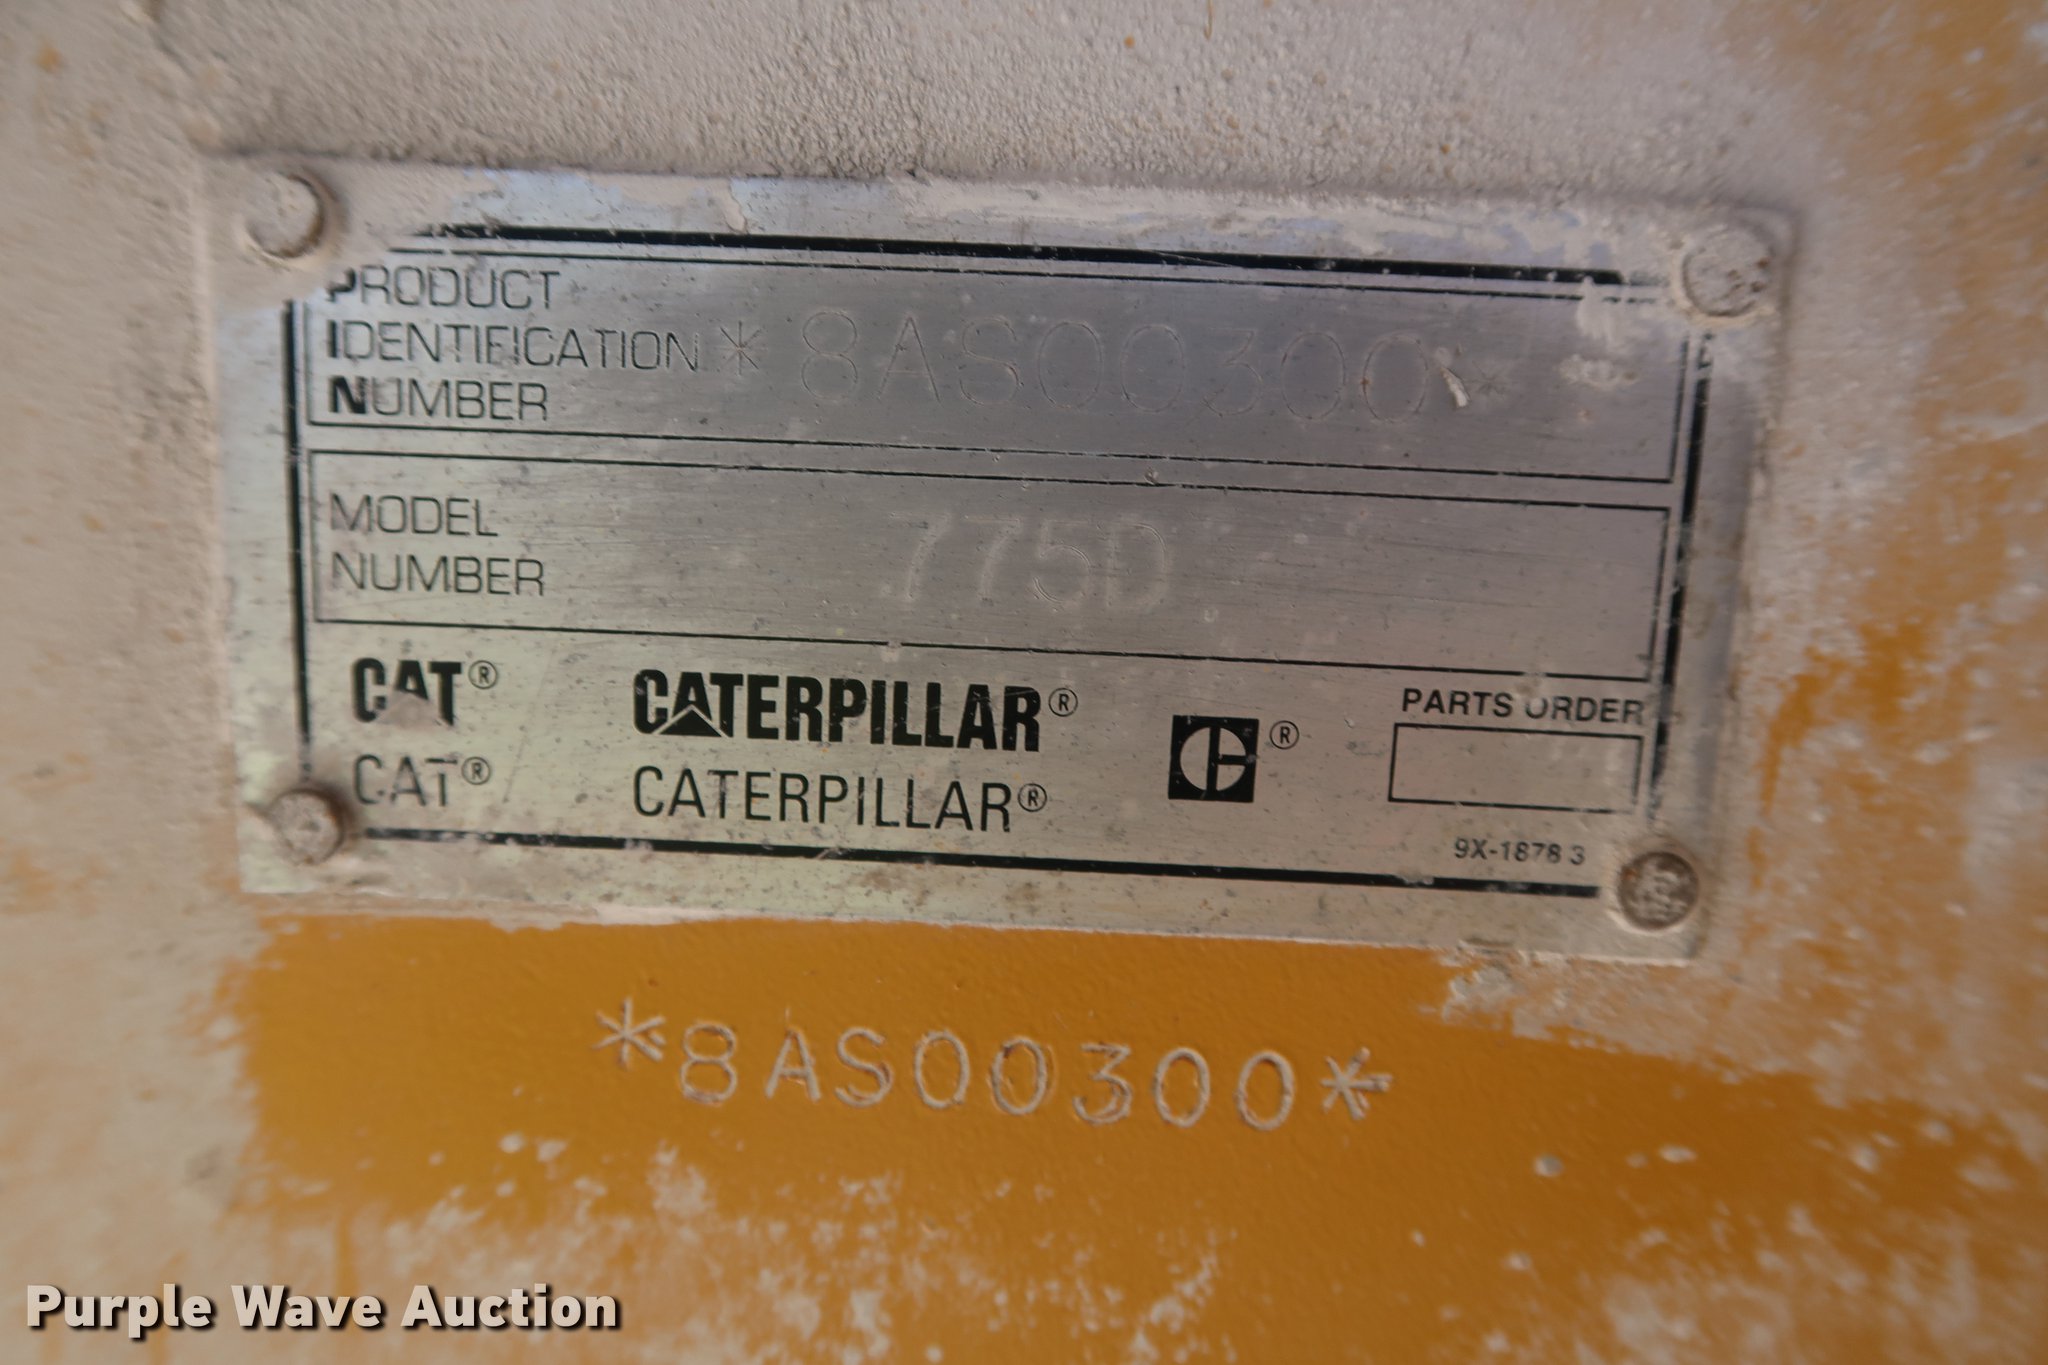 PRODUCT
IDENTIFICATION *8AS00300*
NUMBER
MODEL
NUMBER 775D
CAT® CATERPILLAR® ® PARTS ORDER
CAT® CATERPILLAR®
9X-1878 3
*8AS00300*
Purple Wave Auction